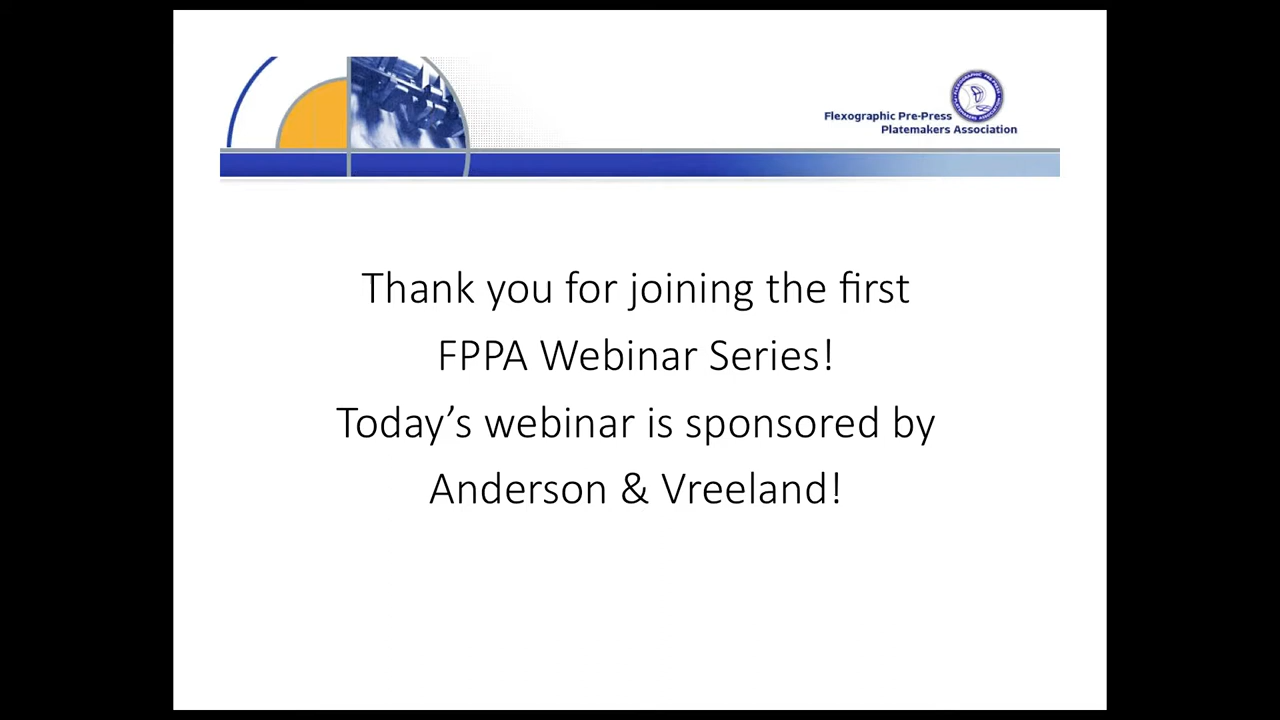 Flexographic Pre-Press
Platemakers Association
Thank you for joining the first
FPPA Webinar Series!
Today’s webinar is sponsored by
Anderson & Vreeland!